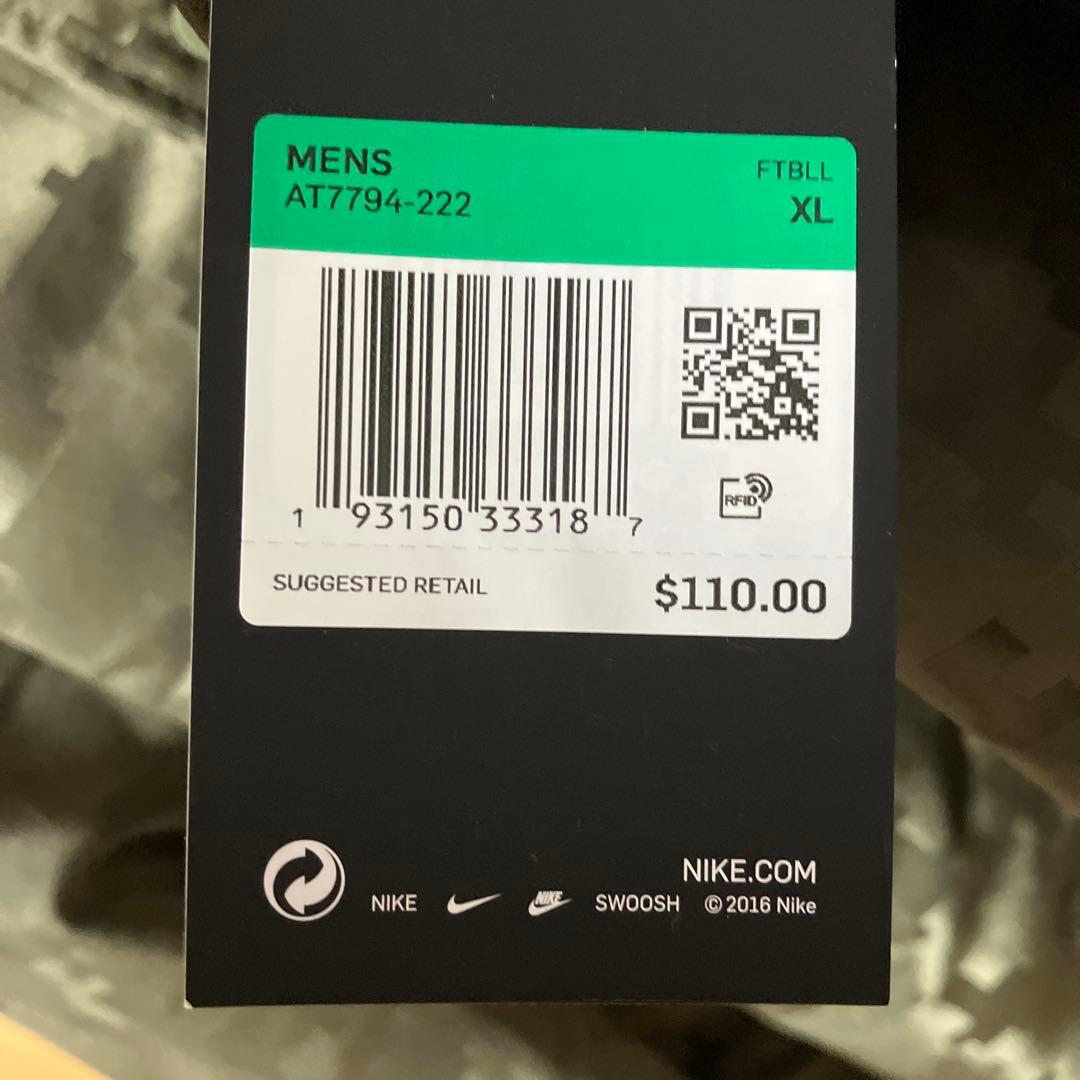 MENS
AT7794-222
FTBLL
XL
1 93150 33318 7
RFID
SUGGESTED RETAIL
$110.00
NIKE.COM
NIKE NIKE SWOOSH © 2016 Nike